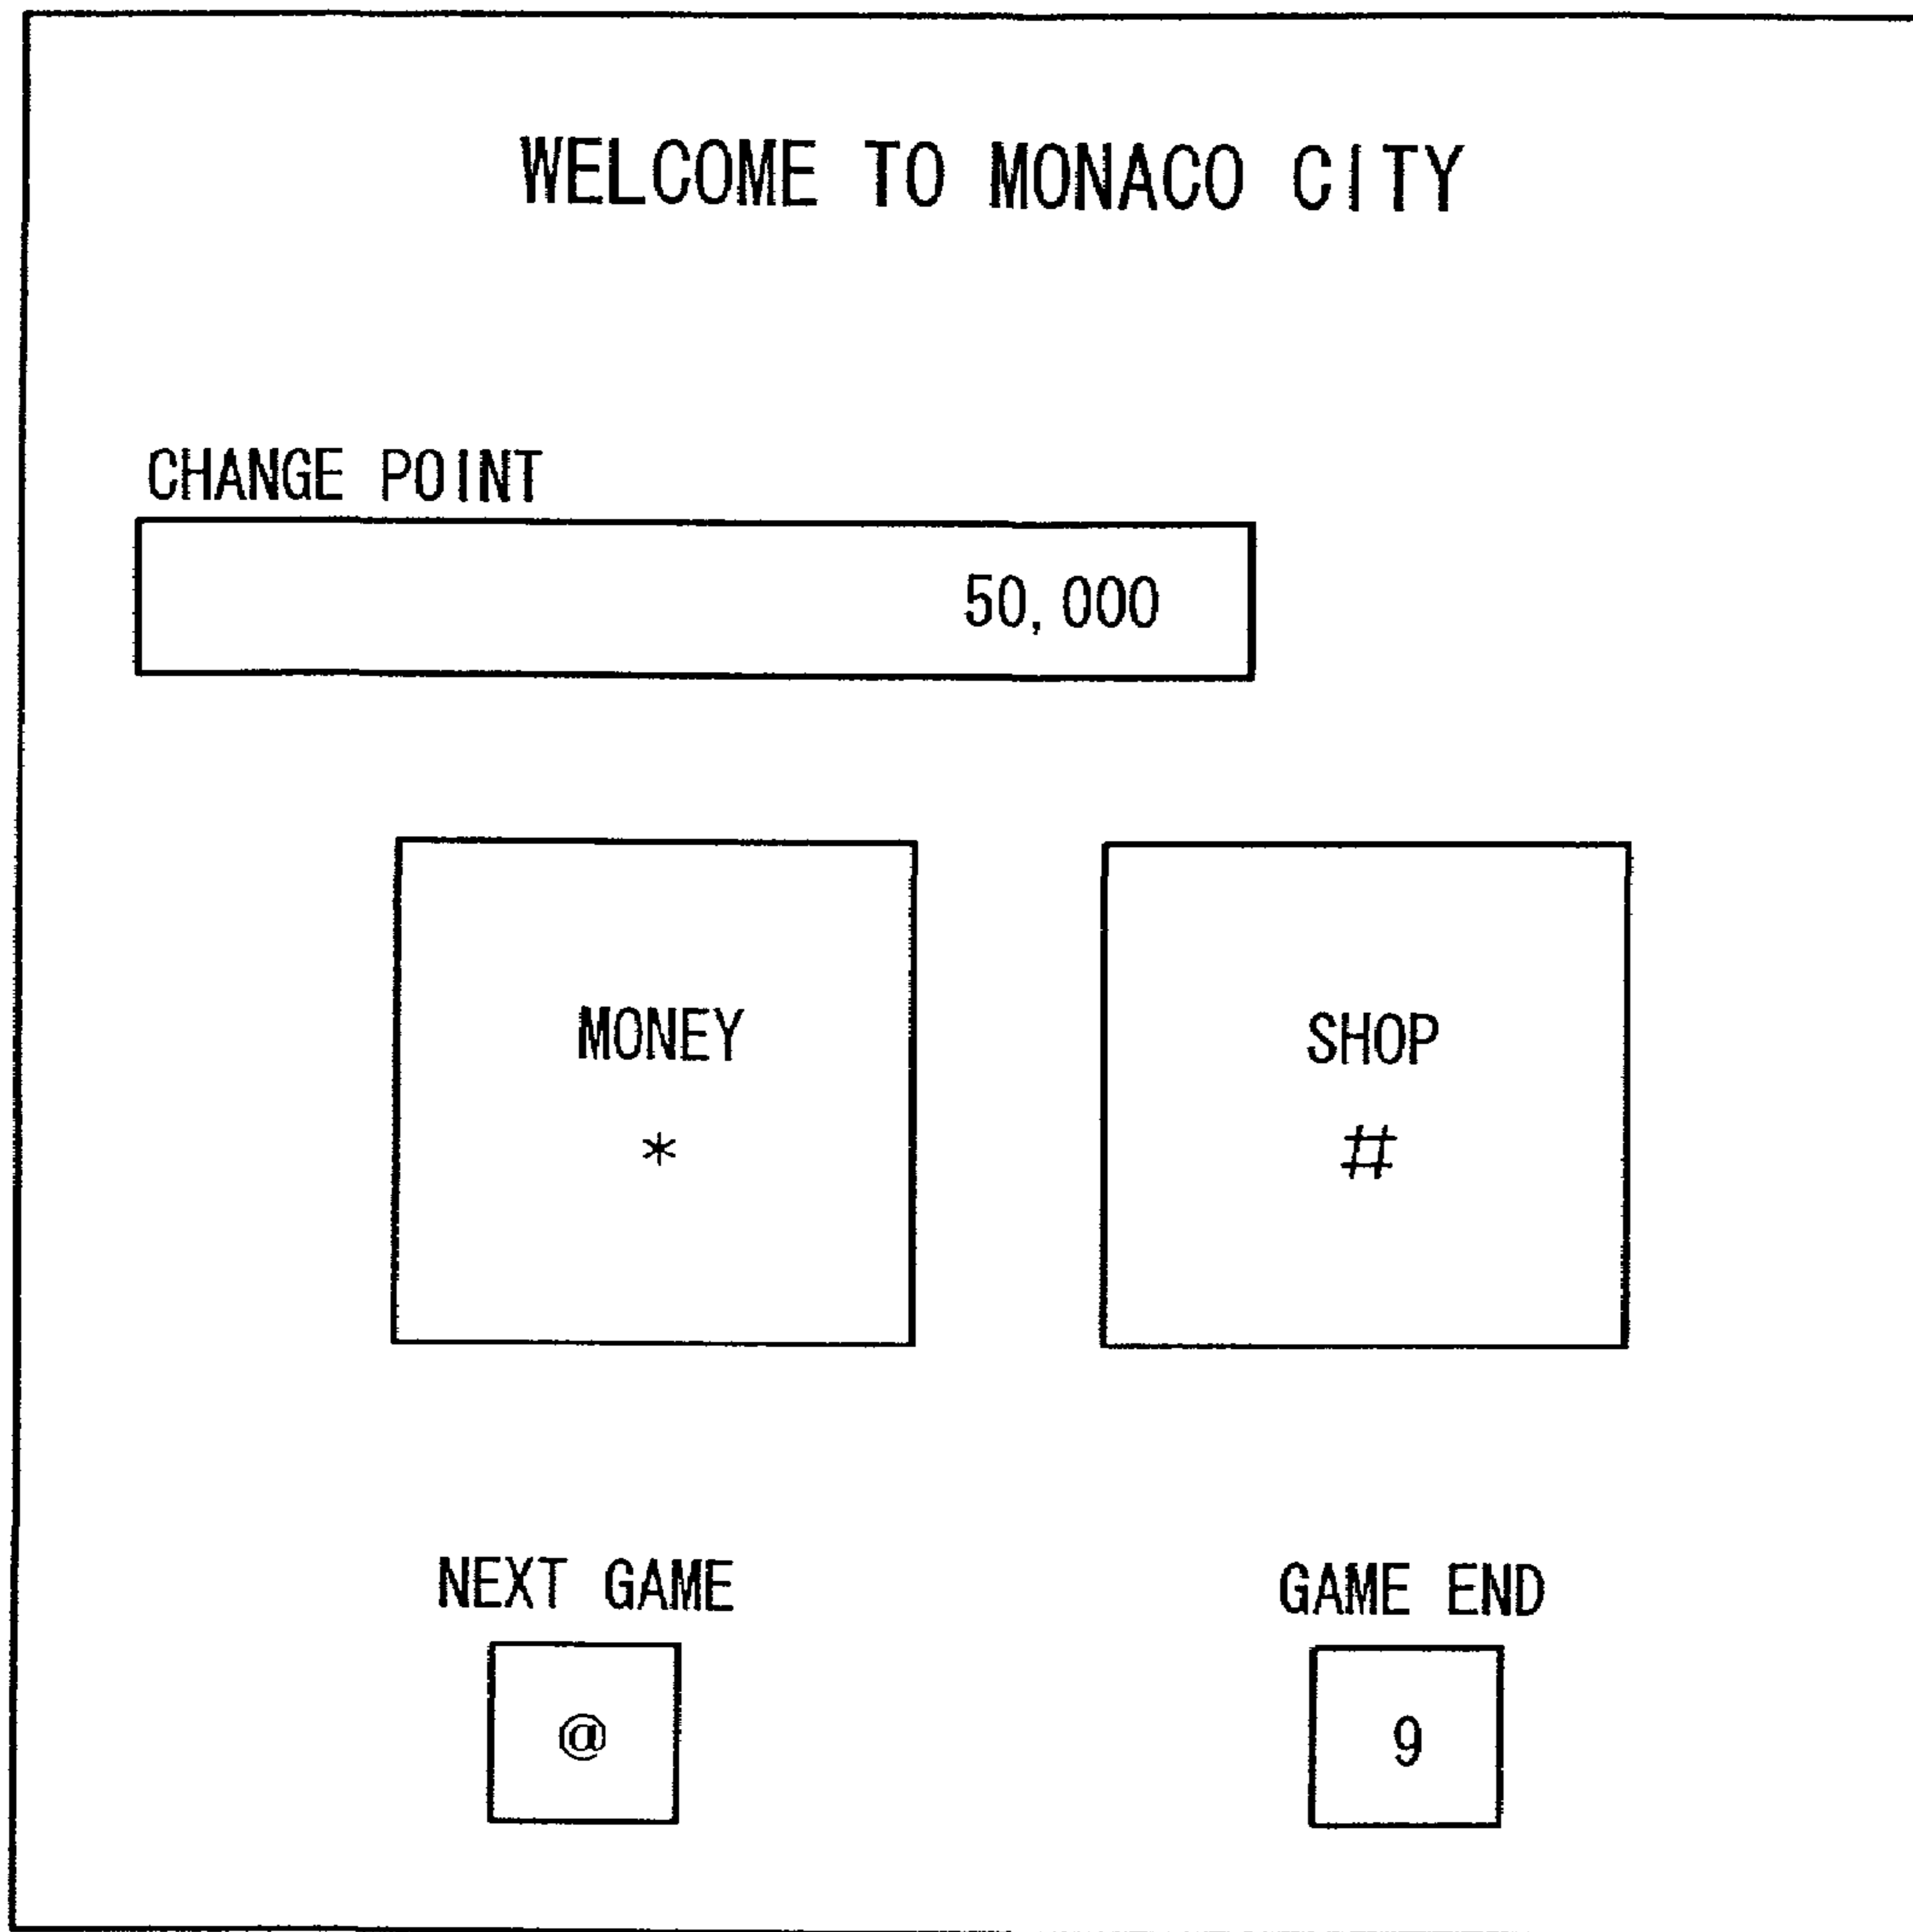 WELCOME TO MONACO CITY
CHANGE POINT
50,000
MONEY SHOP
* #
NEXT GAME GAME END
@ 9